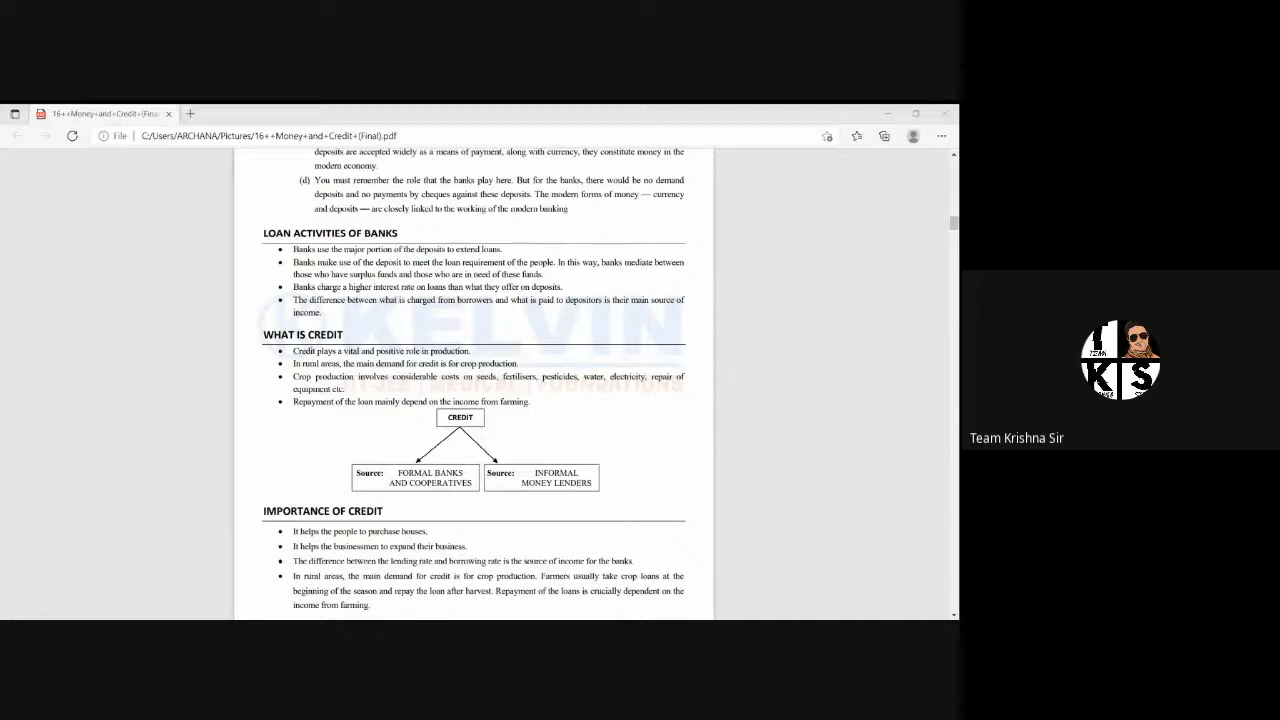 16++Money+and+Credit+(Final
File
C:/Users/ARCHANA/Pictures/16++Money+and+Credit+(Final).pdf
deposits are accepted widely as a means of payment, along with currency, they constitute money in the
modern economy.
(d) You must remember the role that the banks play here. But for the banks, there would be no demand
deposits and no payments by cheques against these deposits. The modern forms of money — currency
and deposits — are closely linked to the working of the modern banking
LOAN ACTIVITIES OF BANKS
• Banks use the major portion of the deposits to extend loans.
• Banks make use of the deposit to meet the loan requirement of the people. In this way, banks mediate between
those who have surplus funds and those who are in need of these funds.
• Banks charge a higher interest rate on loans than what they offer on deposits.
• The difference between what is charged from borrowers and what is paid to depositors is their main source of
income.
KELVIN
WHAT IS CREDIT
• Credit plays a vital and positive role in production.
• In rural areas, the main demand for credit is for crop production.
• Crop production involves considerable costs on seeds, fertilisers, pesticides, water, electricity, repair of
equipment etc.
MEDICAL | FOUNDATIONS
• Repayment of the loan mainly depend on the income from farming.
CREDIT
Source: FORMAL BANKS
AND COOPERATIVES
Source: INFORMAL
MONEY LENDERS
IMPORTANCE OF CREDIT
• It helps the people to purchase houses.
• It helps the businessmen to expand their business.
• The difference between the lending rate and borrowing rate is the source of income for the banks.
• In rural areas, the main demand for credit is for crop production. Farmers usually take crop loans at the
beginning of the season and repay the loan after harvest. Repayment of the loans is crucially dependent on the
income from farming.
T
TEAM
K S
Team Krishna Sir